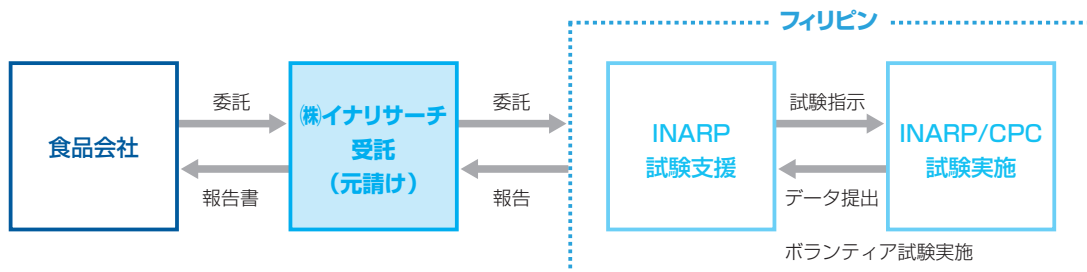 フィリピン
食品会社
委託
報告書
㈱イナリサーチ
受託
（元請け）
委託
報告
INARP
試験支援
試験指示
データ提出
INARP/CPC
試験実施
ボランティア試験実施